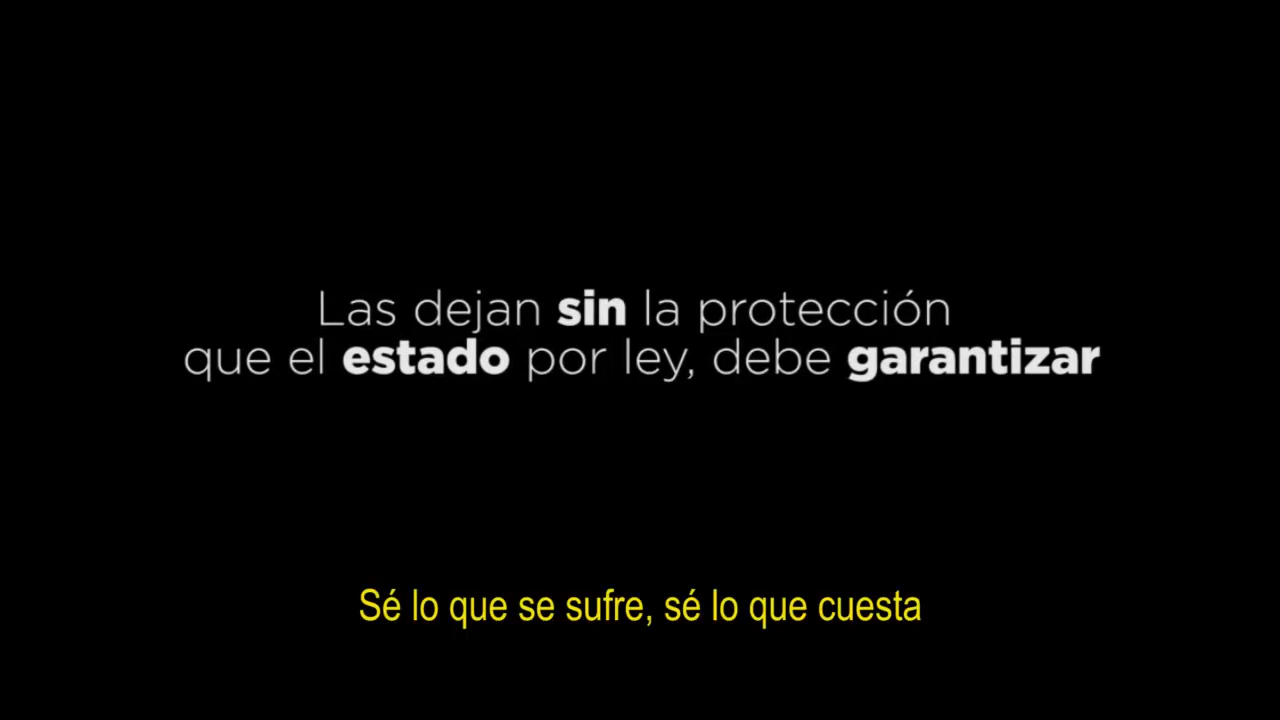 Las dejan sin la protección
que el estado por ley, debe garantizar
Sé lo que se sufre, sé lo que cuesta